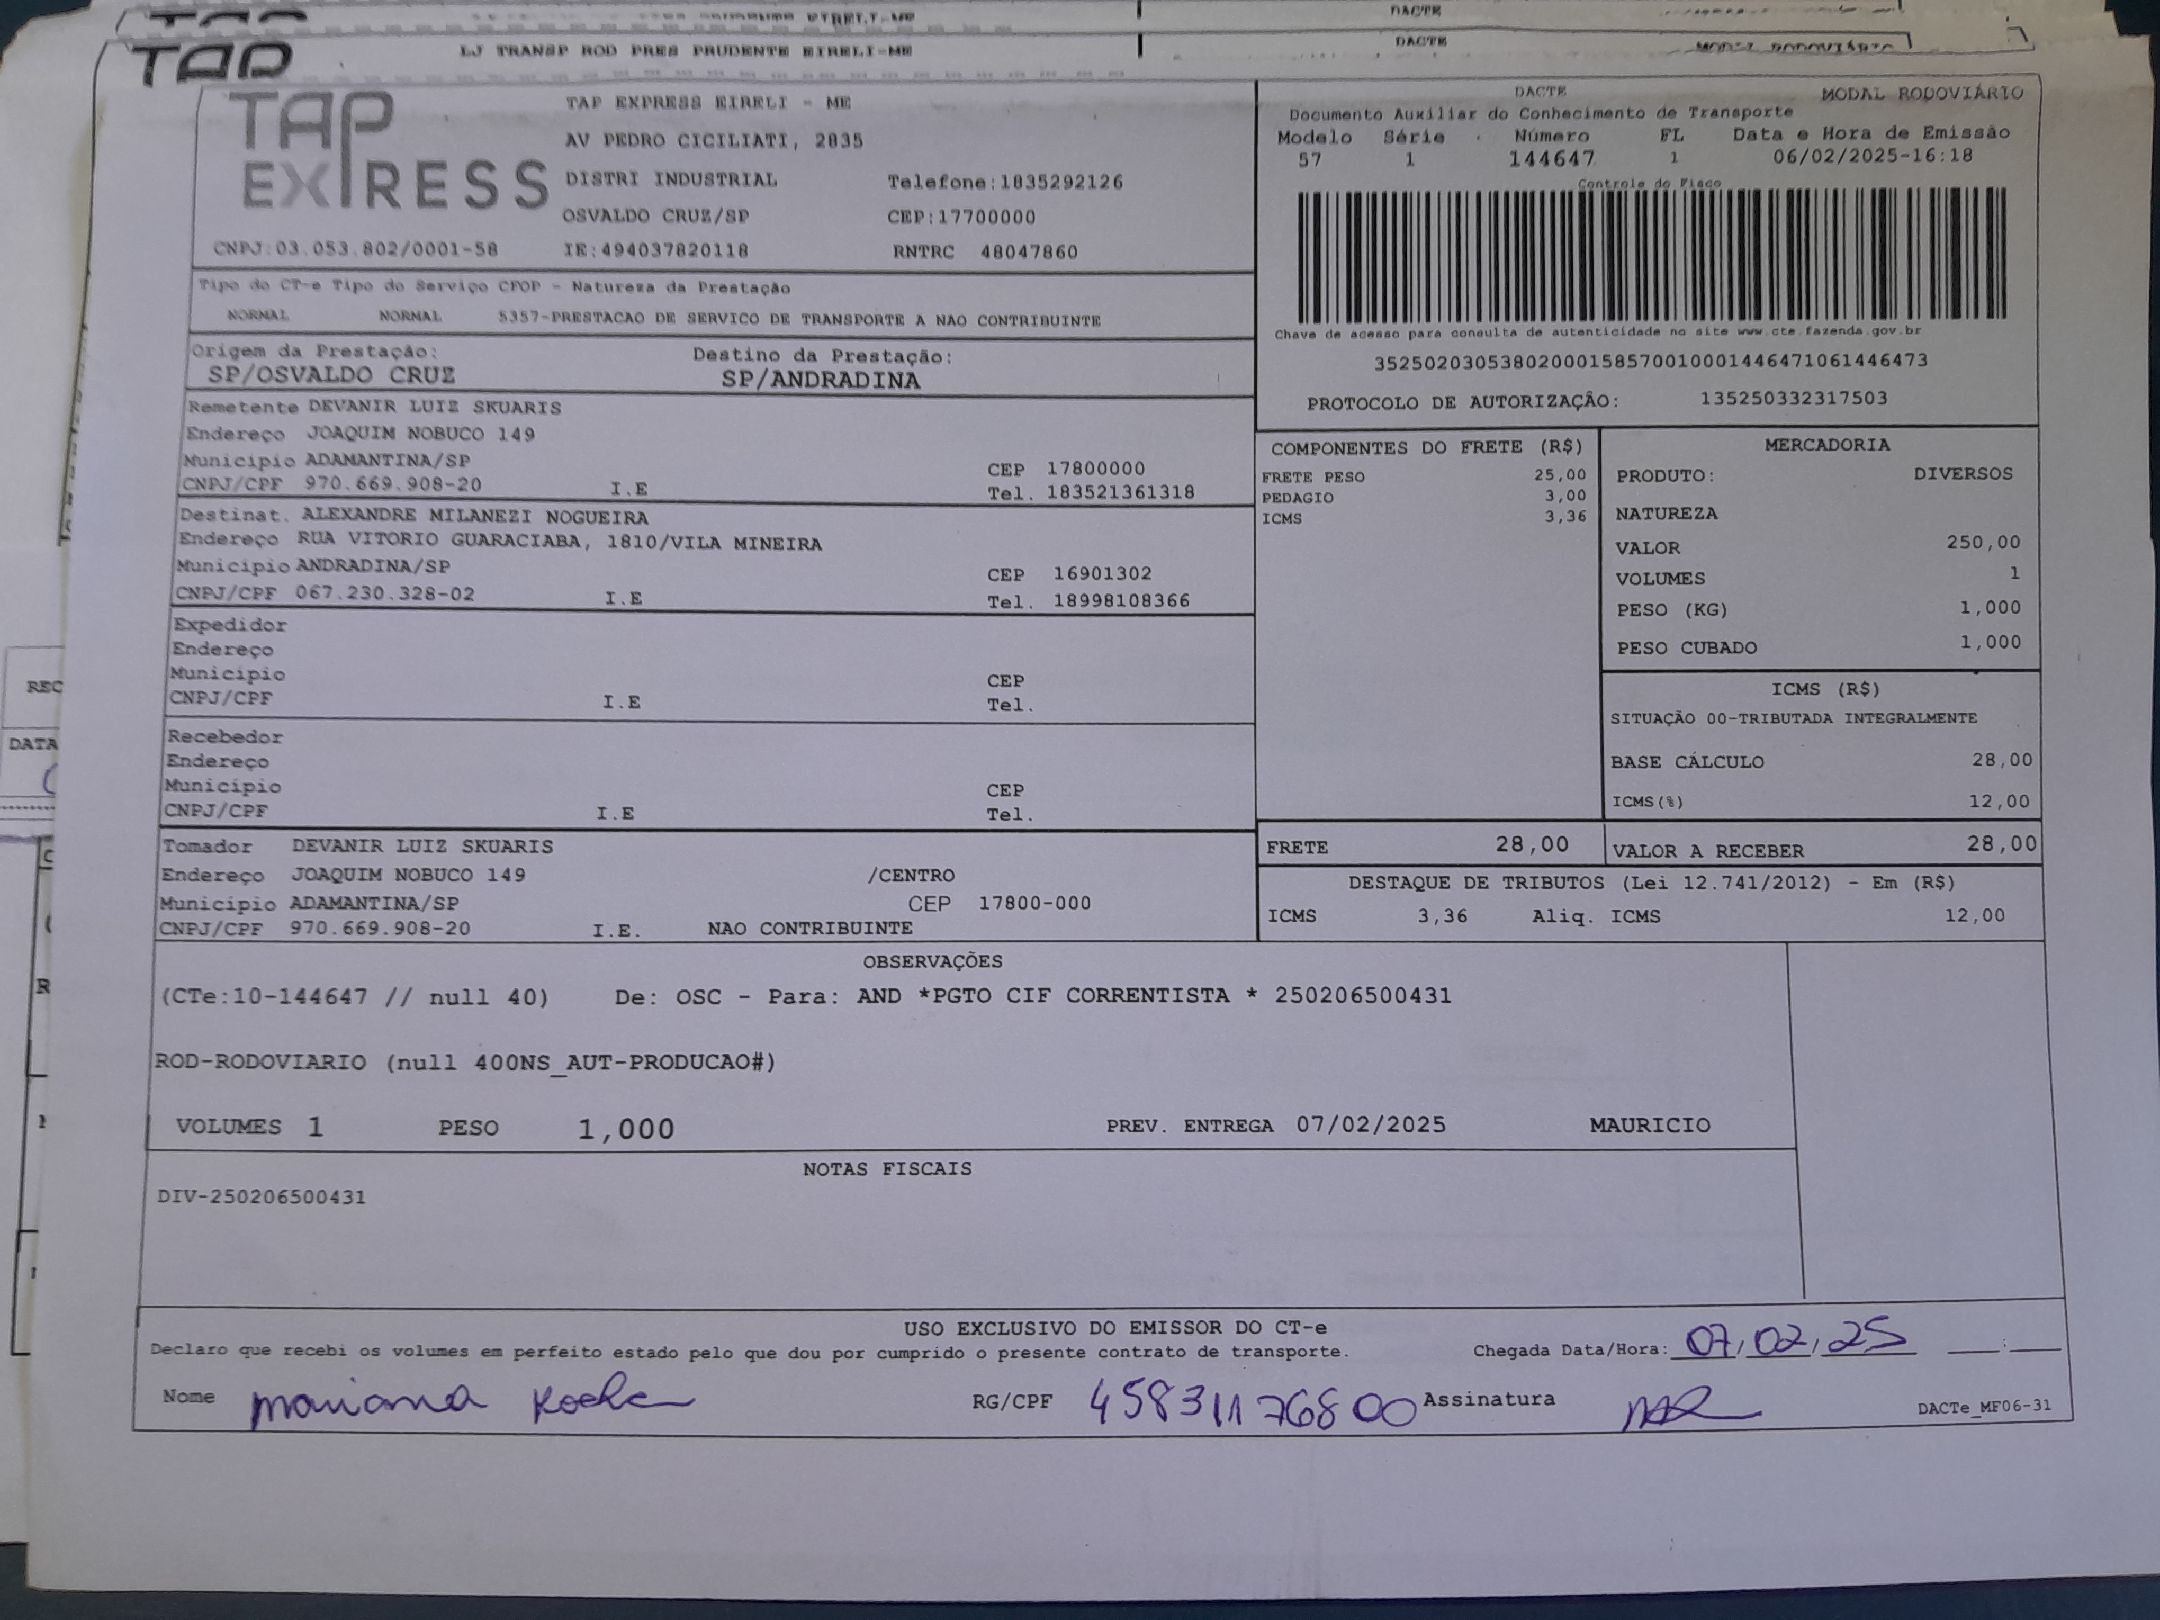 LJ TRANSP ROD PRES PRUDENTE EIRELI-ME
DACTE
MODAL RODOVIÁRIO
TAP
TAP EXPRESS
TAP EXPRESS EIRELI - ME
AV PEDRO CICILIATI, 2835
DISTRI INDUSTRIAL Telefone:1835292126
OSVALDO CRUZ/SP CEP:17700000
CNPJ:03.053.802/0001-58 IE:494037820118 RNTRC 48047860
DACTE MODAL RODOVIÁRIO
Documento Auxiliar do Conhecimento de Transporte
Modelo Série Número FL Data e Hora de Emissão
57 1 144647 1 06/02/2025-16:18
Controle do Fisco
Chave de acesso para consulta de autenticidade no site www.cte.fazenda.gov.br
35250203053802000158570010001446471061446473
PROTOCOLO DE AUTORIZAÇÃO: 135250332317503
Tipo do CT-e Tipo do Serviço CFOP - Natureza da Prestação
NORMAL NORMAL 5357-PRESTACAO DE SERVICO DE TRANSPORTE A NAO CONTRIBUINTE
Origem da Prestação: Destino da Prestação:
SP/OSVALDO CRUZ SP/ANDRADINA
Remetente DEVANIR LUIZ SKUARIS
Endereço JOAQUIM NOBUCO 149
Município ADAMANTINA/SP CEP 17800000
CNPJ/CPF 970.669.908-20 I.E Tel. 183521361318
Destinat. ALEXANDRE MILANEZI NOGUEIRA
Endereço RUA VITORIO GUARACIABA, 1810/VILA MINEIRA
Município ANDRADINA/SP CEP 16901302
CNPJ/CPF 067.230.328-02 I.E Tel. 18998108366
Expedidor
Endereço
Município CEP
CNPJ/CPF I.E Tel.
Recebedor
Endereço
Município CEP
CNPJ/CPF I.E Tel.
Tomador DEVANIR LUIZ SKUARIS
Endereço JOAQUIM NOBUCO 149 /CENTRO
Município ADAMANTINA/SP CEP 17800-000
CNPJ/CPF 970.669.908-20 I.E. NAO CONTRIBUINTE
COMPONENTES DO FRETE (R$)
FRETE PESO 25,00
PEDAGIO 3,00
ICMS 3,36
MERCADORIA
PRODUTO: DIVERSOS
NATUREZA
VALOR 250,00
VOLUMES 1
PESO (KG) 1,000
PESO CUBADO 1,000
ICMS (R$)
SITUAÇÃO 00-TRIBUTADA INTEGRALMENTE
BASE CÁLCULO 28,00
ICMS(%) 12,00
FRETE 28,00 VALOR A RECEBER 28,00
DESTAQUE DE TRIBUTOS (Lei 12.741/2012) - Em (R$)
ICMS 3,36 Aliq. ICMS 12,00
OBSERVAÇÕES
(CTe:10-144647 // null 40) De: OSC - Para: AND *PGTO CIF CORRENTISTA * 250206500431
ROD-RODOVIARIO (null 400NS_AUT-PRODUCAO#)
VOLUMES 1 PESO 1,000 PREV. ENTREGA 07/02/2025 MAURICIO
NOTAS FISCAIS
DIV-250206500431
USO EXCLUSIVO DO EMISSOR DO CT-e
Declaro que recebi os volumes em perfeito estado pelo que dou por cumprido o presente contrato de transporte. Chegada Data/Hora: 07/02/25
Nome Mariana RG/CPF 45831176800 Assinatura
DACTe_MF06-31
REC
DATA